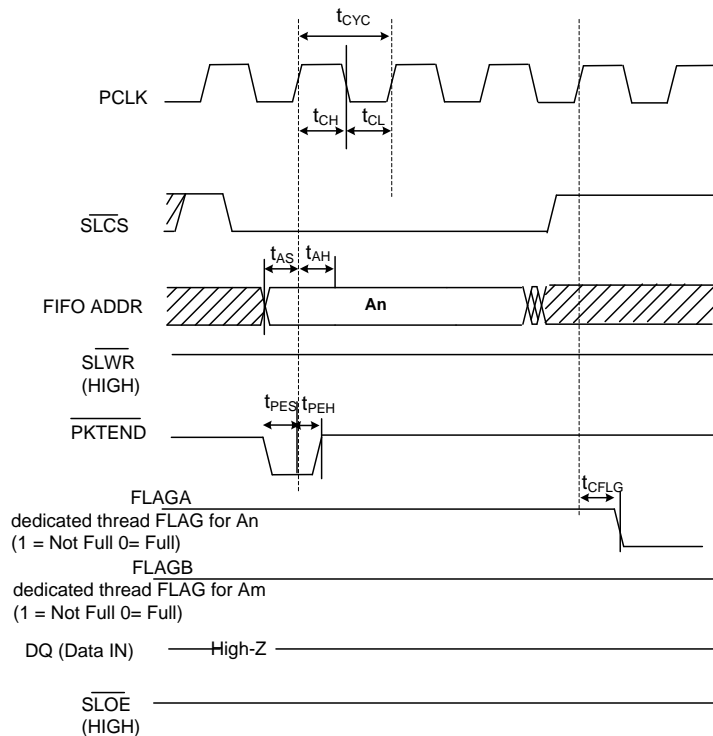 tCYC
PCLK
tCH
tCL
SLCS
tAS
tAH
FIFO ADDR
An
SLWR
(HIGH)
tPES
tPEH
PKTEND
tCFLG
FLAGA
dedicated thread FLAG for An
(1 = Not Full 0= Full)
FLAGB
dedicated thread FLAG for Am
(1 = Not Full 0= Full)
DQ (Data IN)
High-Z
SLOE
(HIGH)